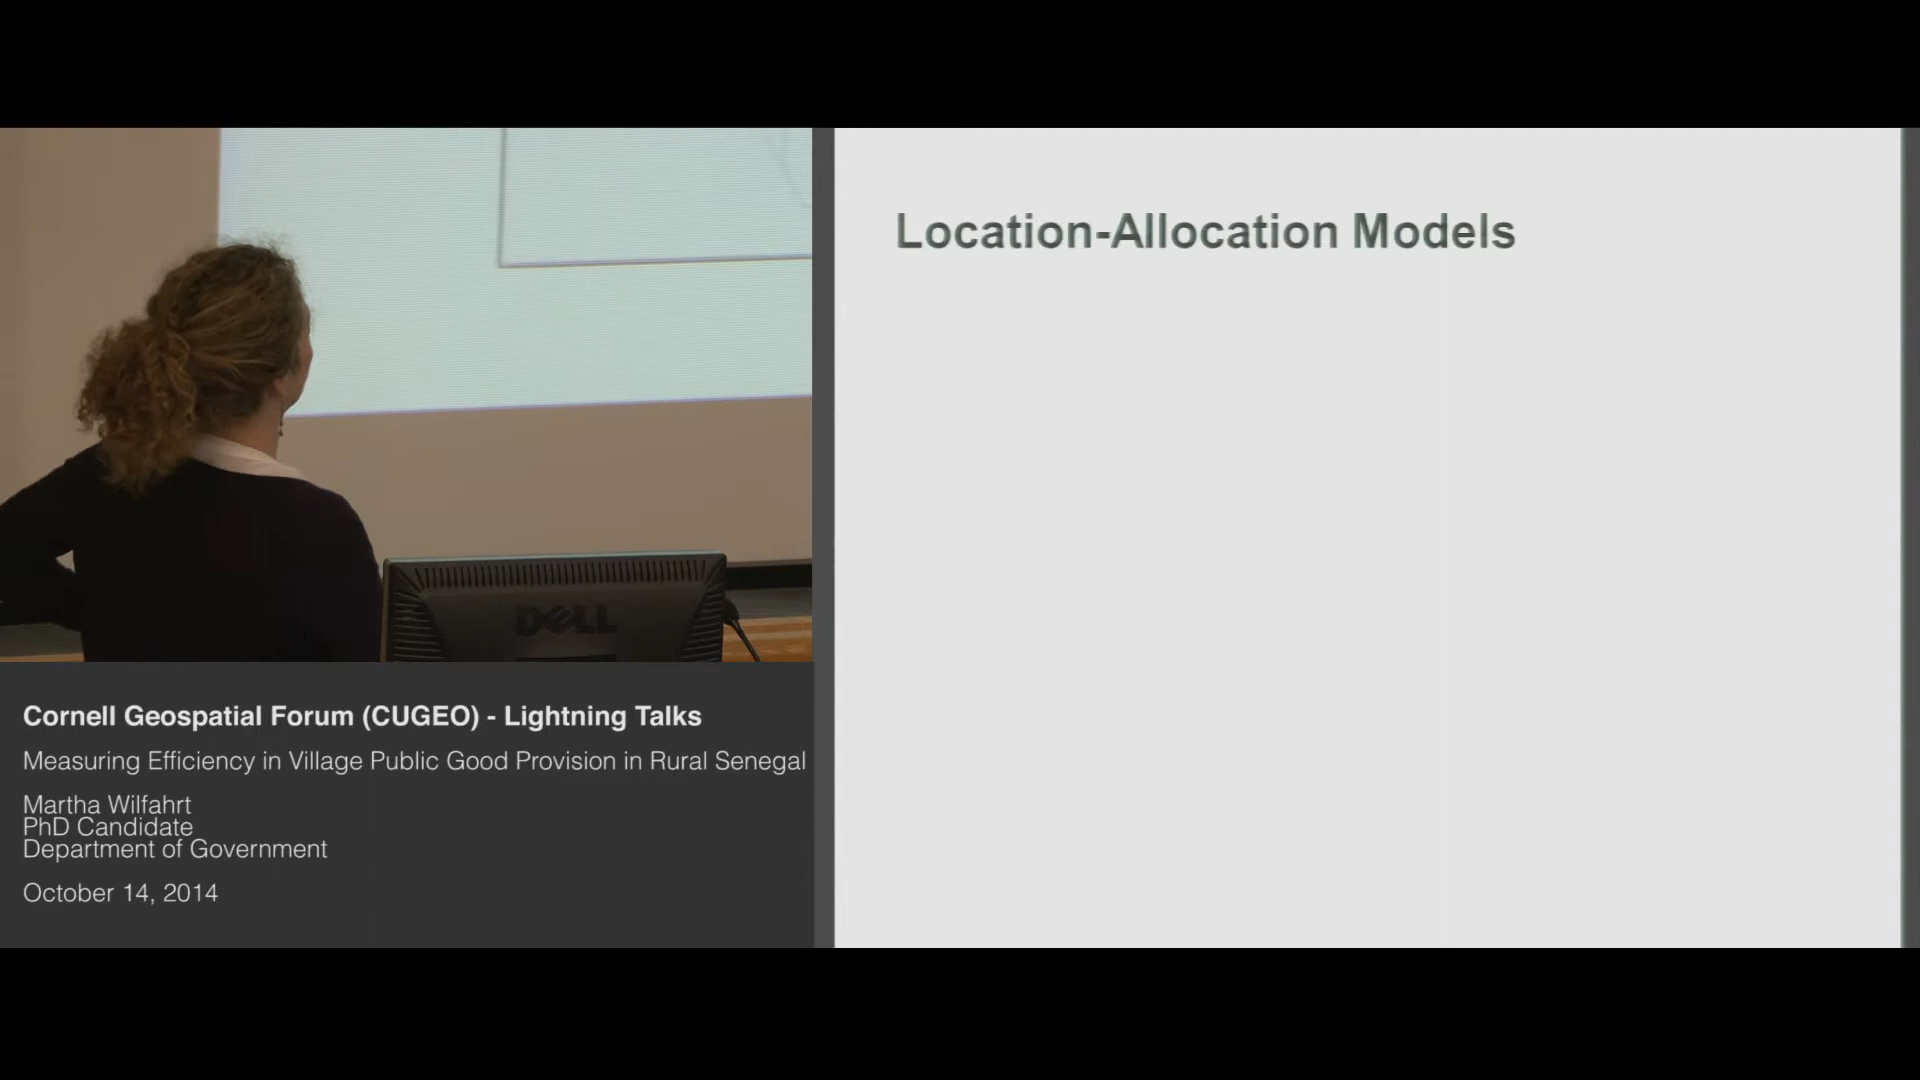 Location-Allocation Models
DELL
Cornell Geospatial Forum (CUGEO) - Lightning Talks
Measuring Efficiency in Village Public Good Provision in Rural Senegal
Martha Wilfahrt
PhD Candidate
Department of Government
October 14, 2014